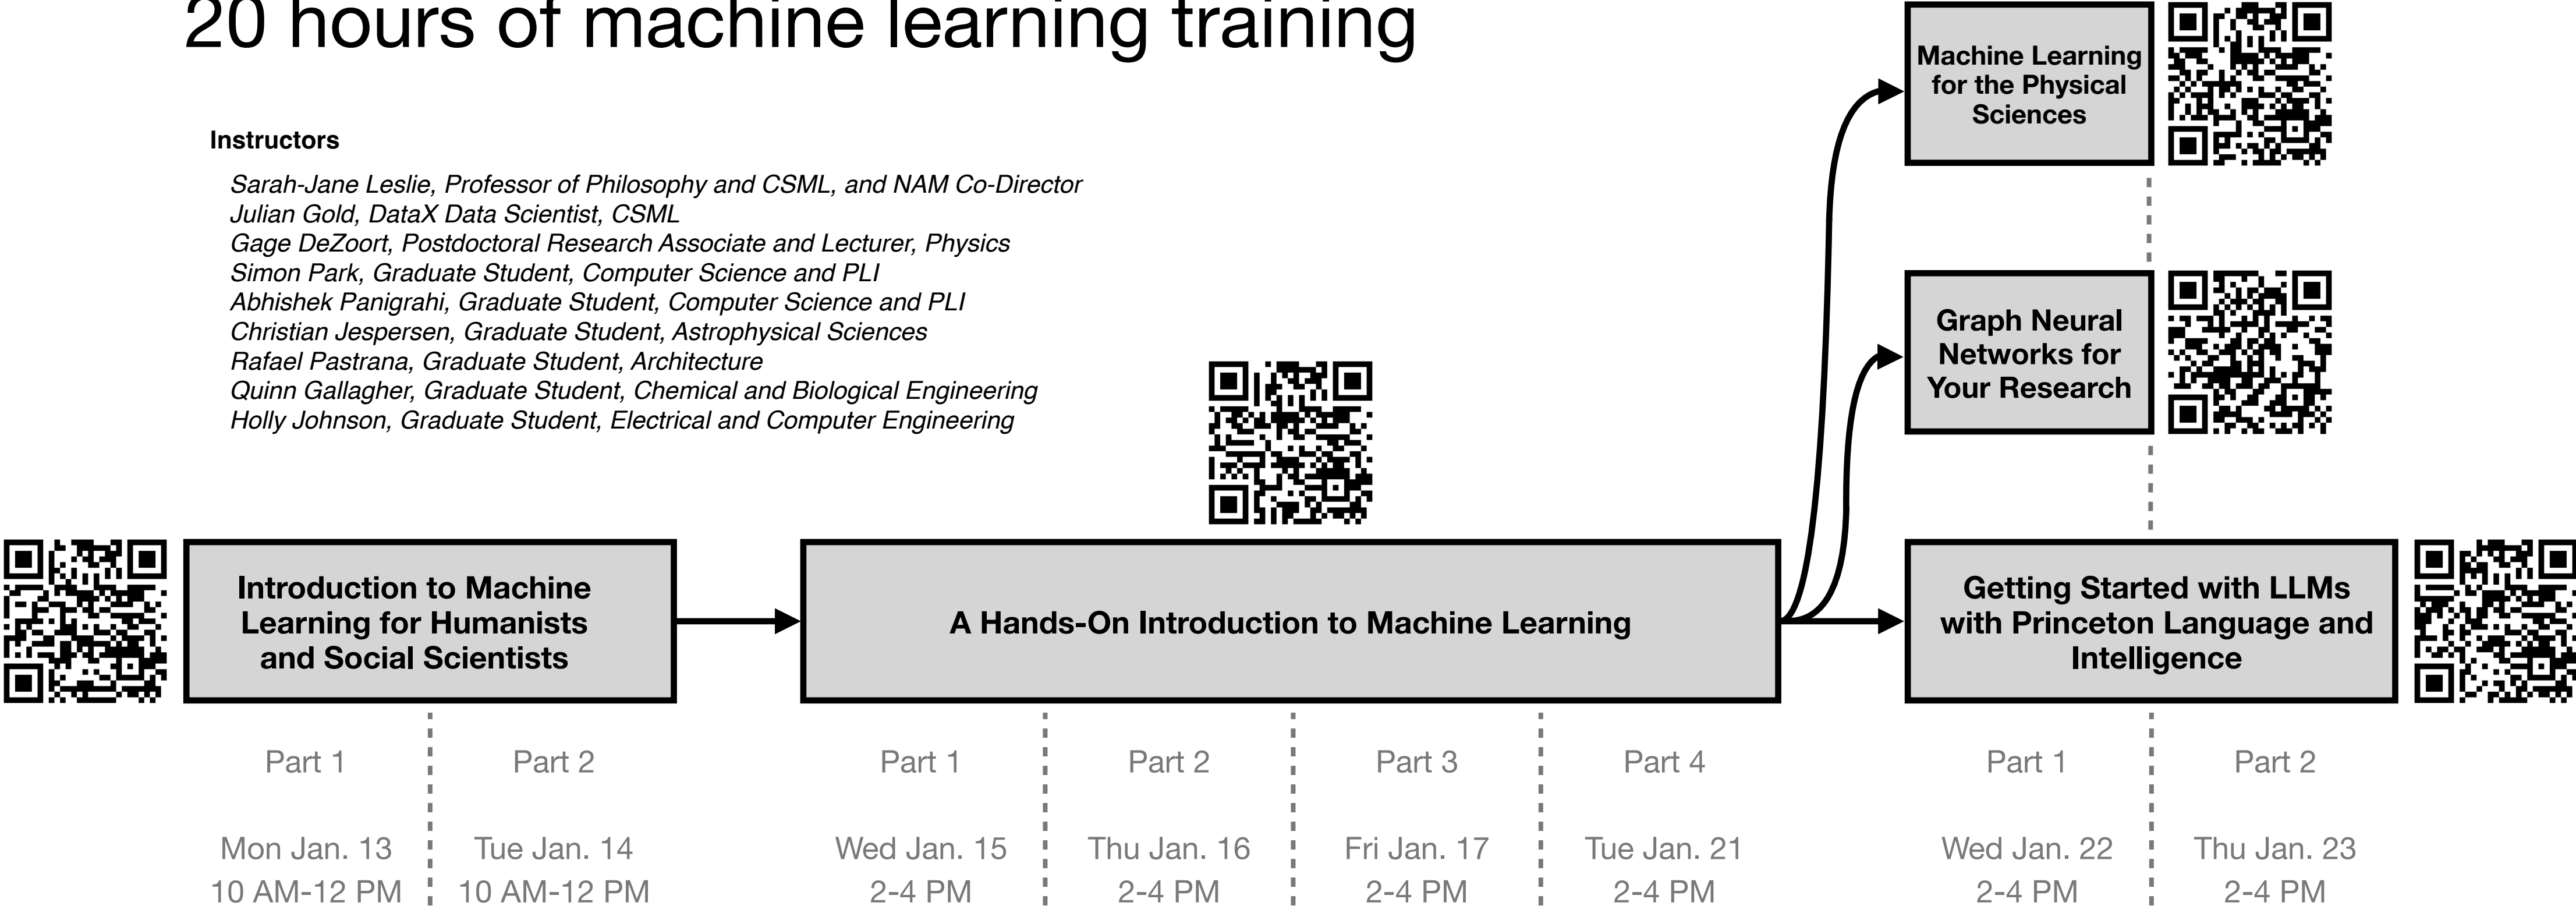 20 hours of machine learning training
Instructors
Sarah-Jane Leslie, Professor of Philosophy and CSML, and NAM Co-Director
Julian Gold, DataX Data Scientist, CSML
Gage DeZoort, Postdoctoral Research Associate and Lecturer, Physics
Simon Park, Graduate Student, Computer Science and PLI
Abhishek Panigrahi, Graduate Student, Computer Science and PLI
Christian Jespersen, Graduate Student, Astrophysical Sciences
Rafael Pastrana, Graduate Student, Architecture
Quinn Gallagher, Graduate Student, Chemical and Biological Engineering
Holly Johnson, Graduate Student, Electrical and Computer Engineering
Machine Learning
for the Physical
Sciences
Graph Neural
Networks for
Your Research
Introduction to Machine
Learning for Humanists
and Social Scientists
A Hands-On Introduction to Machine Learning
Getting Started with LLMs
with Princeton Language and
Intelligence
Part 1
Part 2
Part 1
Part 2
Part 3
Part 4
Part 1
Part 2
Mon Jan. 13
10 AM-12 PM
Tue Jan. 14
10 AM-12 PM
Wed Jan. 15
2-4 PM
Thu Jan. 16
2-4 PM
Fri Jan. 17
2-4 PM
Tue Jan. 21
2-4 PM
Wed Jan. 22
2-4 PM
Thu Jan. 23
2-4 PM